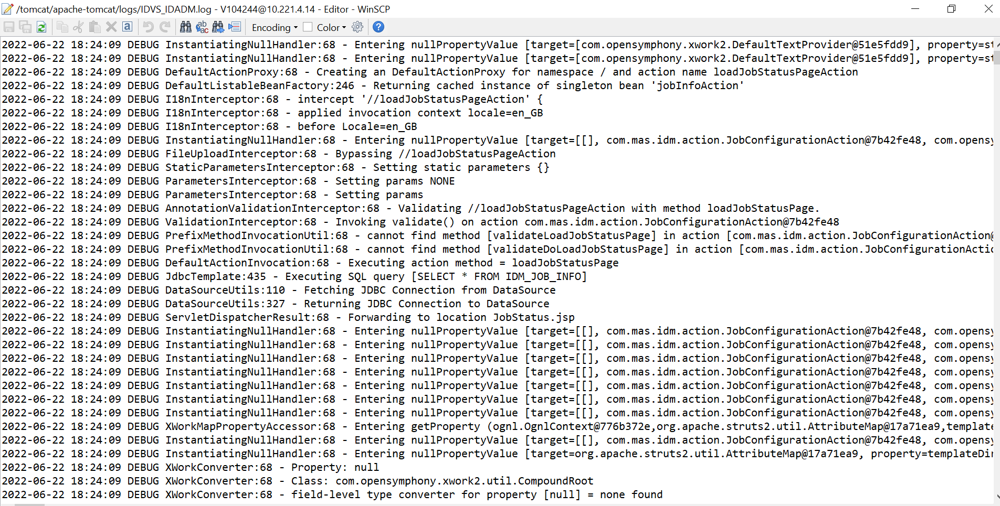 /tomcat/apache-tomcat/logs/IDVS_IDADM.log - V104244@10.221.4.14 - Editor - WinSCP
Encoding Color
2022-06-22 18:24:09 DEBUG InstantiatingNullHandler:68 - Entering nullPropertyValue [target=[com.opensymphony.xwork2.DefaultTextProvider@51e5fdd9], property=st
2022-06-22 18:24:09 DEBUG InstantiatingNullHandler:68 - Entering nullPropertyValue [target=[com.opensymphony.xwork2.DefaultTextProvider@51e5fdd9], property=st
2022-06-22 18:24:09 DEBUG DefaultActionProxy:68 - Creating an DefaultActionProxy for namespace / and action name loadJobStatusPageAction
2022-06-22 18:24:09 DEBUG DefaultListableBeanFactory:246 - Returning cached instance of singleton bean 'jobInfoAction'
2022-06-22 18:24:09 DEBUG I18nInterceptor:68 - intercept '//loadJobStatusPageAction' {
2022-06-22 18:24:09 DEBUG I18nInterceptor:68 - applied invocation context locale=en_GB
2022-06-22 18:24:09 DEBUG I18nInterceptor:68 - before Locale=en_GB
2022-06-22 18:24:09 DEBUG InstantiatingNullHandler:68 - Entering nullPropertyValue [target=[[], com.mas.idm.action.JobConfigurationAction@7b42fe48, com.opensy
2022-06-22 18:24:09 DEBUG FileUploadInterceptor:68 - Bypassing //loadJobStatusPageAction
2022-06-22 18:24:09 DEBUG StaticParametersInterceptor:68 - Setting static parameters {}
2022-06-22 18:24:09 DEBUG ParametersInterceptor:68 - Setting params NONE
2022-06-22 18:24:09 DEBUG ParametersInterceptor:68 - Setting params
2022-06-22 18:24:09 DEBUG AnnotationValidationInterceptor:68 - Validating //loadJobStatusPageAction with method loadJobStatusPage.
2022-06-22 18:24:09 DEBUG ValidationInterceptor:68 - Invoking validate() on action com.mas.idm.action.JobConfigurationAction@7b42fe48
2022-06-22 18:24:09 DEBUG PrefixMethodInvocationUtil:68 - cannot find method [validateLoadJobStatusPage] in action [com.mas.idm.action.JobConfigurationAction@
2022-06-22 18:24:09 DEBUG PrefixMethodInvocationUtil:68 - cannot find method [validateDoLoadJobStatusPage] in action [com.mas.idm.action.JobConfigurationActio
2022-06-22 18:24:09 DEBUG DefaultActionInvocation:68 - Executing action method = loadJobStatusPage
2022-06-22 18:24:09 DEBUG JdbcTemplate:435 - Executing SQL query [SELECT * FROM IDM_JOB_INFO]
2022-06-22 18:24:09 DEBUG DataSourceUtils:110 - Fetching JDBC Connection from DataSource
2022-06-22 18:24:09 DEBUG DataSourceUtils:327 - Returning JDBC Connection to DataSource
2022-06-22 18:24:09 DEBUG ServletDispatcherResult:68 - Forwarding to location JobStatus.jsp
2022-06-22 18:24:09 DEBUG InstantiatingNullHandler:68 - Entering nullPropertyValue [target=[[], com.mas.idm.action.JobConfigurationAction@7b42fe48, com.opensy
2022-06-22 18:24:09 DEBUG InstantiatingNullHandler:68 - Entering nullPropertyValue [target=[[], com.mas.idm.action.JobConfigurationAction@7b42fe48, com.opensy
2022-06-22 18:24:09 DEBUG InstantiatingNullHandler:68 - Entering nullPropertyValue [target=[[], com.mas.idm.action.JobConfigurationAction@7b42fe48, com.opensy
2022-06-22 18:24:09 DEBUG InstantiatingNullHandler:68 - Entering nullPropertyValue [target=[[], com.mas.idm.action.JobConfigurationAction@7b42fe48, com.opensy
2022-06-22 18:24:09 DEBUG InstantiatingNullHandler:68 - Entering nullPropertyValue [target=[[], com.mas.idm.action.JobConfigurationAction@7b42fe48, com.opensy
2022-06-22 18:24:09 DEBUG InstantiatingNullHandler:68 - Entering nullPropertyValue [target=[[], com.mas.idm.action.JobConfigurationAction@7b42fe48, com.opensy
2022-06-22 18:24:09 DEBUG InstantiatingNullHandler:68 - Entering nullPropertyValue [target=[[], com.mas.idm.action.JobConfigurationAction@7b42fe48, com.opensy
2022-06-22 18:24:09 DEBUG XWorkMapPropertyAccessor:68 - Entering getProperty (ognl.OgnlContext@776b372e,org.apache.struts2.util.AttributeMap@17a71ea9,template
2022-06-22 18:24:09 DEBUG InstantiatingNullHandler:68 - Entering nullPropertyValue [target=[[], com.mas.idm.action.JobConfigurationAction@7b42fe48, com.opensy
2022-06-22 18:24:09 DEBUG InstantiatingNullHandler:68 - Entering nullPropertyValue [target=org.apache.struts2.util.AttributeMap@17a71ea9, property=templateDir
2022-06-22 18:24:09 DEBUG XWorkConverter:68 - Property: null
2022-06-22 18:24:09 DEBUG XWorkConverter:68 - Class: com.opensymphony.xwork2.util.CompoundRoot
2022-06-22 18:24:09 DEBUG XWorkConverter:68 - field-level type converter for property [null] = none found